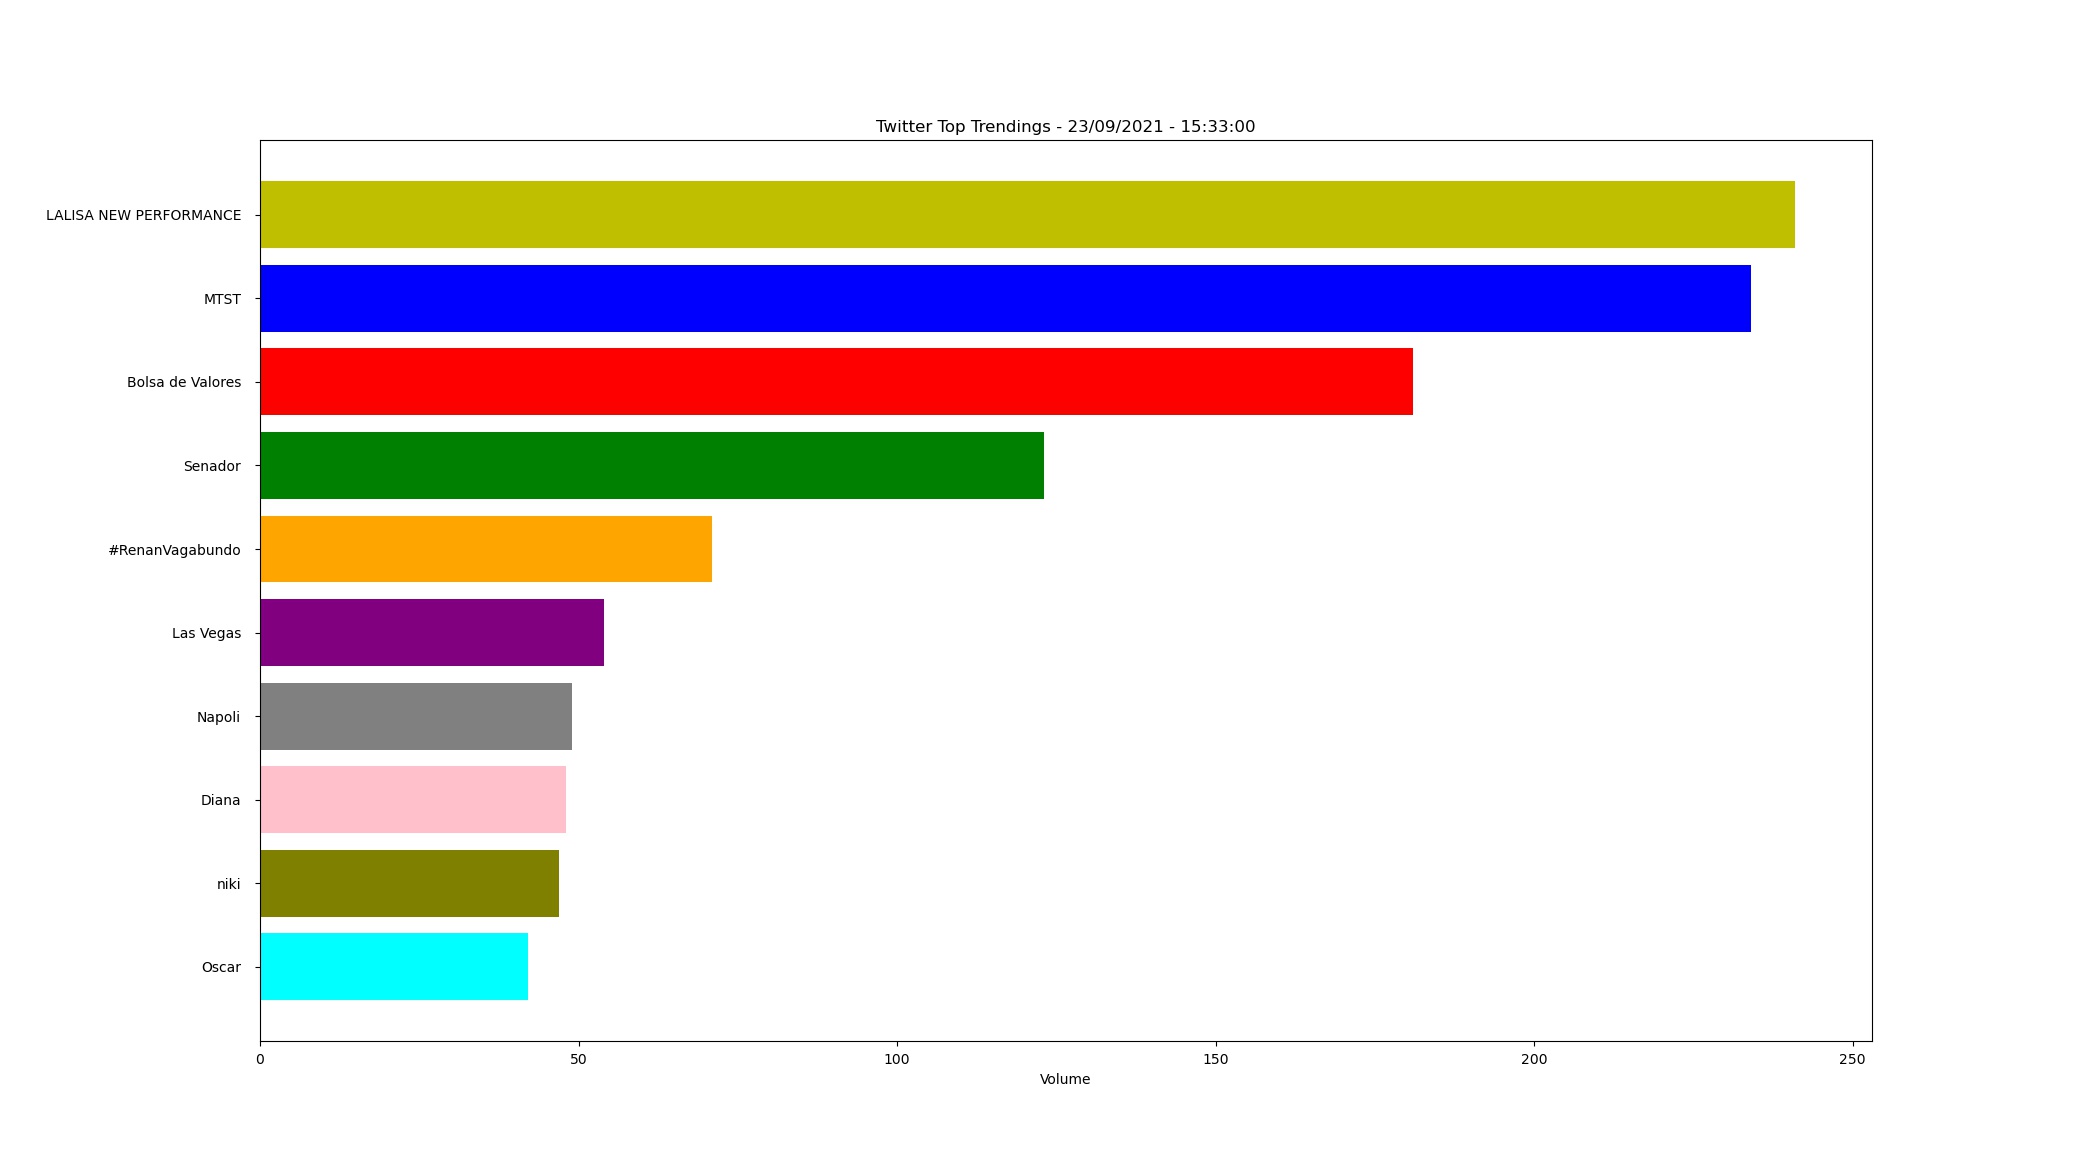 Twitter Top Trendings - 23/09/2021 - 15:33:00
LALISA NEW PERFORMANCE
MTST
Bolsa de Valores
Senador
#RenanVagabundo
Las Vegas
Napoli
Diana
niki
Oscar
0 50 100 150 200 250
Volume